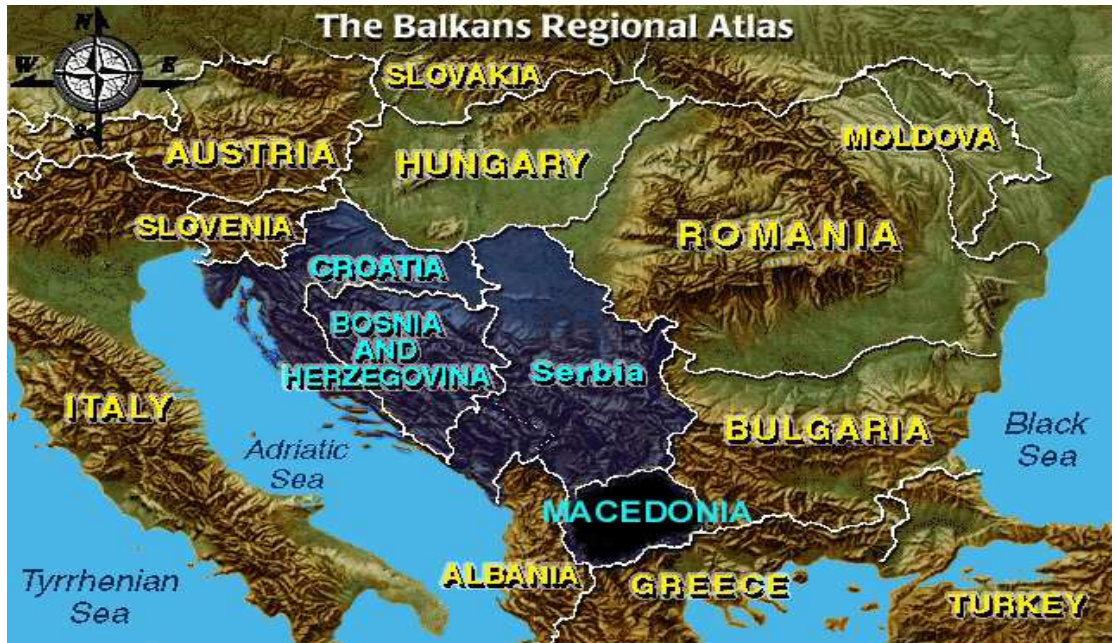 The Balkans Regional Atlas
N
W E
S
SLOVAKIA
AUSTRIA
HUNGARY
MOLDOVA
SLOVENIA
ROMANIA
CROATIA
BOSNIA
AND
HERZEGOVINA
Serbia
ITALY
Adriatic
Sea
BULGARIA
Black
Sea
MACEDONIA
Tyrrhenian
Sea
ALBANIA
GREECE
TURKEY